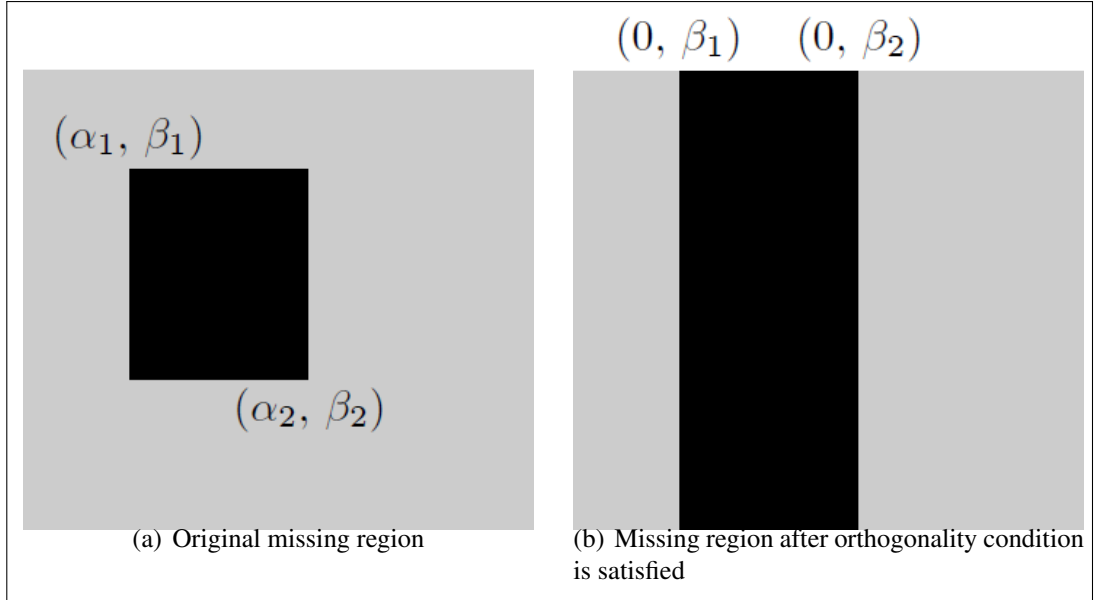 (α₁, β₁)
(α₂, β₂)
(a) Original missing region
(0, β₁) (0, β₂)
(b) Missing region after orthogonality condition
is satisfied